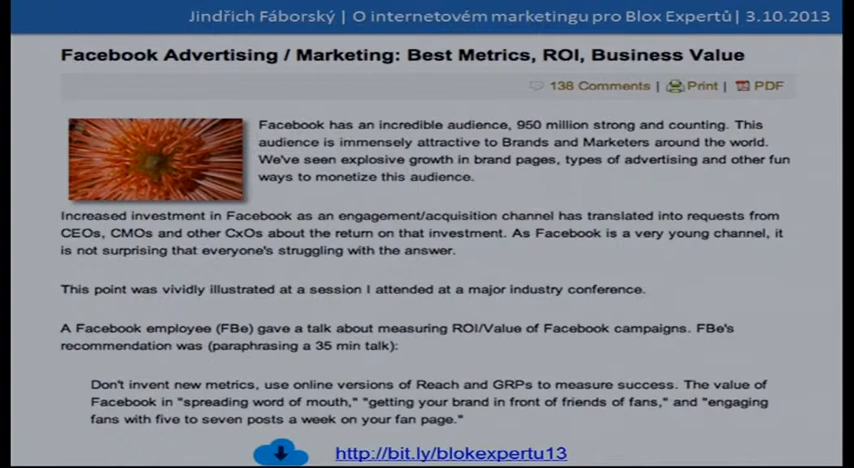 Jindřich Fáborský | O internetovém marketingu pro Blox Expertů | 3.10.2013
Facebook Advertising / Marketing: Best Metrics, ROI, Business Value
138 Comments | Print | PDF
Facebook has an incredible audience, 950 million strong and counting. This
audience is immensely attractive to Brands and Marketers around the world.
We've seen explosive growth in brand pages, types of advertising and other fun
ways to monetize this audience.
Increased investment in Facebook as an engagement/acquisition channel has translated into requests from
CEOs, CMOs and other CxOs about the return on that investment. As Facebook is a very young channel, it
is not surprising that everyone's struggling with the answer.
This point was vividly illustrated at a session I attended at a major industry conference.
A Facebook employee (FBe) gave a talk about measuring ROI/Value of Facebook campaigns. FBe's
recommendation was (paraphrasing a 35 min talk):
Don't invent new metrics, use online versions of Reach and GRPs to measure success. The value of
Facebook in "spreading word of mouth," "getting your brand in front of friends of fans," and "engaging
fans with five to seven posts a week on your fan page."
http://bit.ly/blokexpertu13